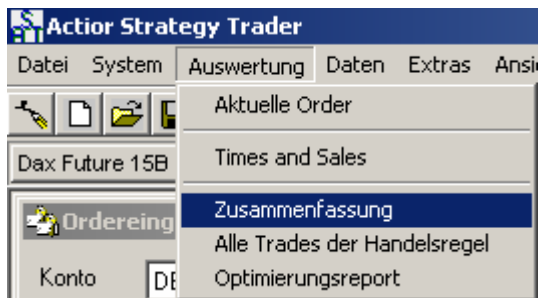 Actior Strategy Trader
Datei System Auswertung Daten Extras Ansi
Aktuelle Order
Dax Future 15B
Times and Sales
Ordereing
Zusammenfassung
Alle Trades der Handelsregel
Konto DE
Optimierungsreport